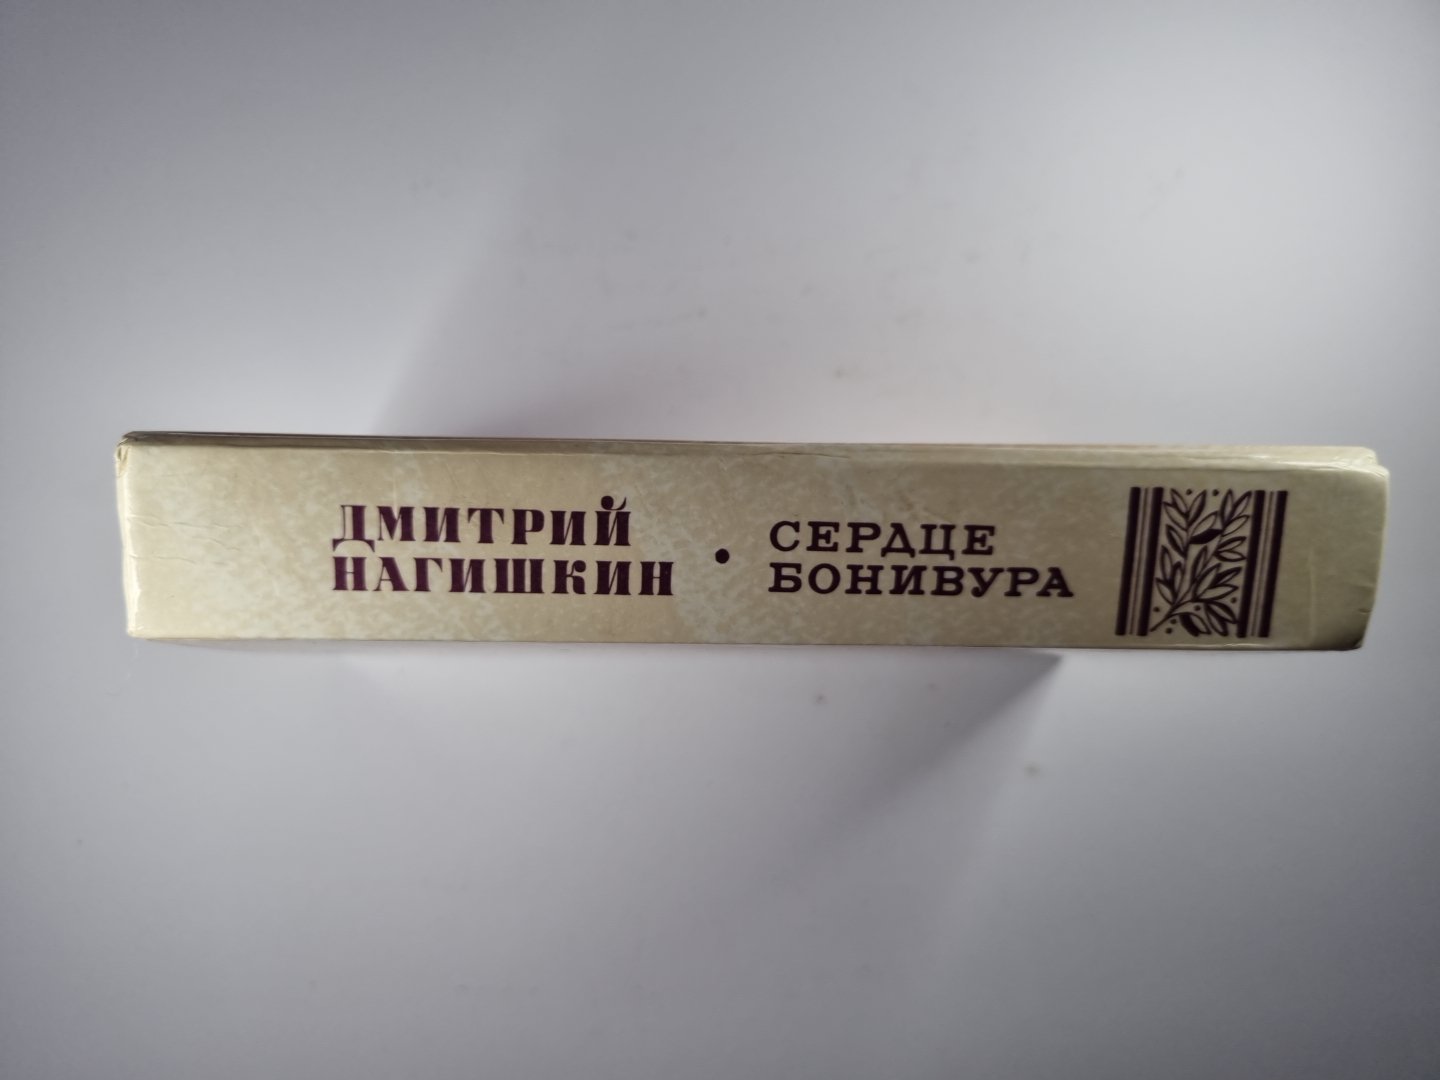 ДМИТРИЙ
НАГИШКИН
•
СЕРДЦЕ
БОНИВУРА